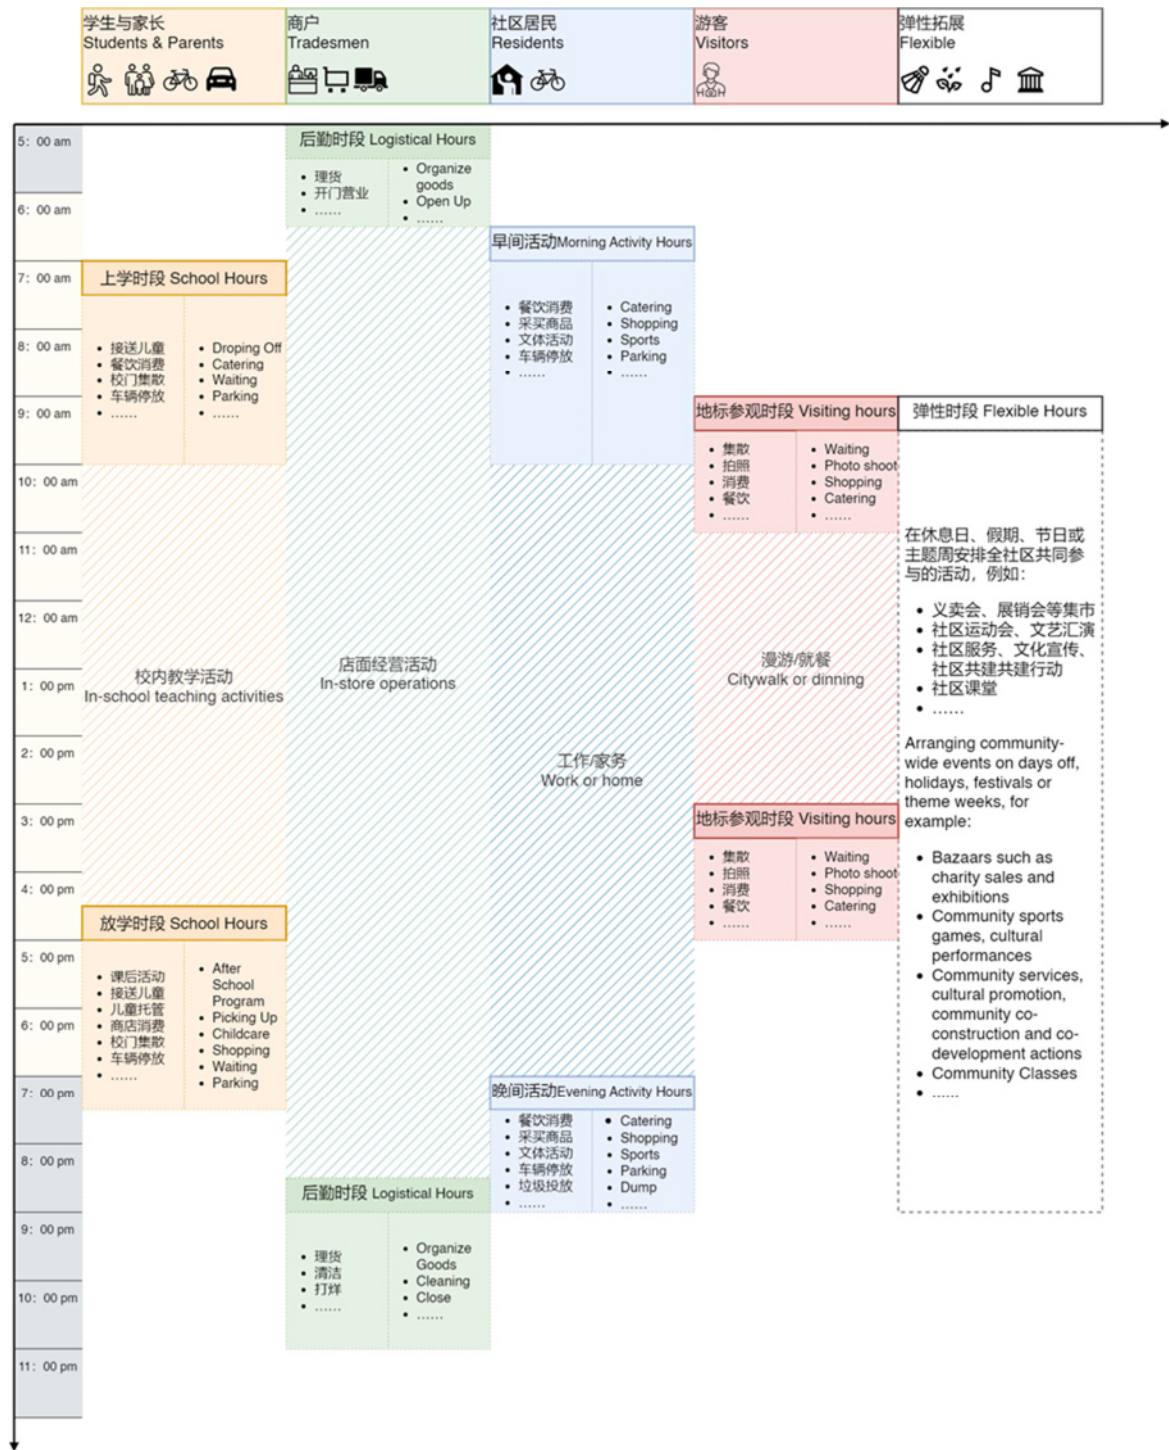 学生与家长
Students & Parents
商户
Tradesmen
社区居民
Residents
游客
Visitors
弹性拓展
Flexible
5：00 am
6：00 am
7：00 am
8：00 am
9：00 am
10：00 am
11：00 am
12：00 am
1：00 pm
2：00 pm
3：00 pm
4：00 pm
5：00 pm
6：00 pm
7：00 pm
8：00 pm
9：00 pm
10：00 pm
11：00 pm
上学时段 School Hours
• 接送儿童
• 餐饮消费
• 校门集散
• 车辆停放
• ……
• Droping Off
• Catering
• Waiting
• Parking
• ……
校内教学活动
In-school teaching activities
放学时段 School Hours
• 课后活动
• 接送儿童
• 儿童托管
• 商店消费
• 校门集散
• 车辆停放
• ……
• After
School
Program
• Picking Up
• Childcare
• Shopping
• Waiting
• Parking
后勤时段 Logistical Hours
• 理货
• 开门营业
• ……
• Organize
goods
• Open Up
• ……
店面经营活动
In-store operations
后勤时段 Logistical Hours
• 理货
• 清洁
• 打烊
• ……
• Organize
Goods
• Cleaning
• Close
• ……
早间活动Morning Activity Hours
• 餐饮消费
• 采买商品
• 文体活动
• 车辆停放
• ……
• Catering
• Shopping
• Sports
• Parking
• ……
工作/家务
Work or home
晚间活动Evening Activity Hours
• 餐饮消费
• 采买商品
• 文体活动
• 车辆停放
• 垃圾投放
• ……
• Catering
• Shopping
• Sports
• Parking
• Dump
• ……
地标参观时段 Visiting hours
• 集散
• 拍照
• 消费
• 餐饮
• ……
• Waiting
• Photo shoot
• Shopping
• Catering
• ……
漫游/就餐
Citywalk or dinning
地标参观时段 Visiting hours
• 集散
• 拍照
• 消费
• 餐饮
• ……
• Waiting
• Photo shoot
• Shopping
• Catering
• ……
弹性时段 Flexible Hours
在休息日、假期、节日或
主题周安排全社区共同参
与的活动，例如：
• 义卖会、展销会等集市
• 社区运动会、文艺汇演
• 社区服务、文化宣传、
社区共建共建行动
• 社区课堂
• ……
Arranging community-
wide events on days off,
holidays, festivals or
theme weeks, for
example:
• Bazaars such as
charity sales and
exhibitions
• Community sports
games, cultural
performances
• Community services,
cultural promotion,
community co-
construction and co-
development actions
• Community Classes
• ……